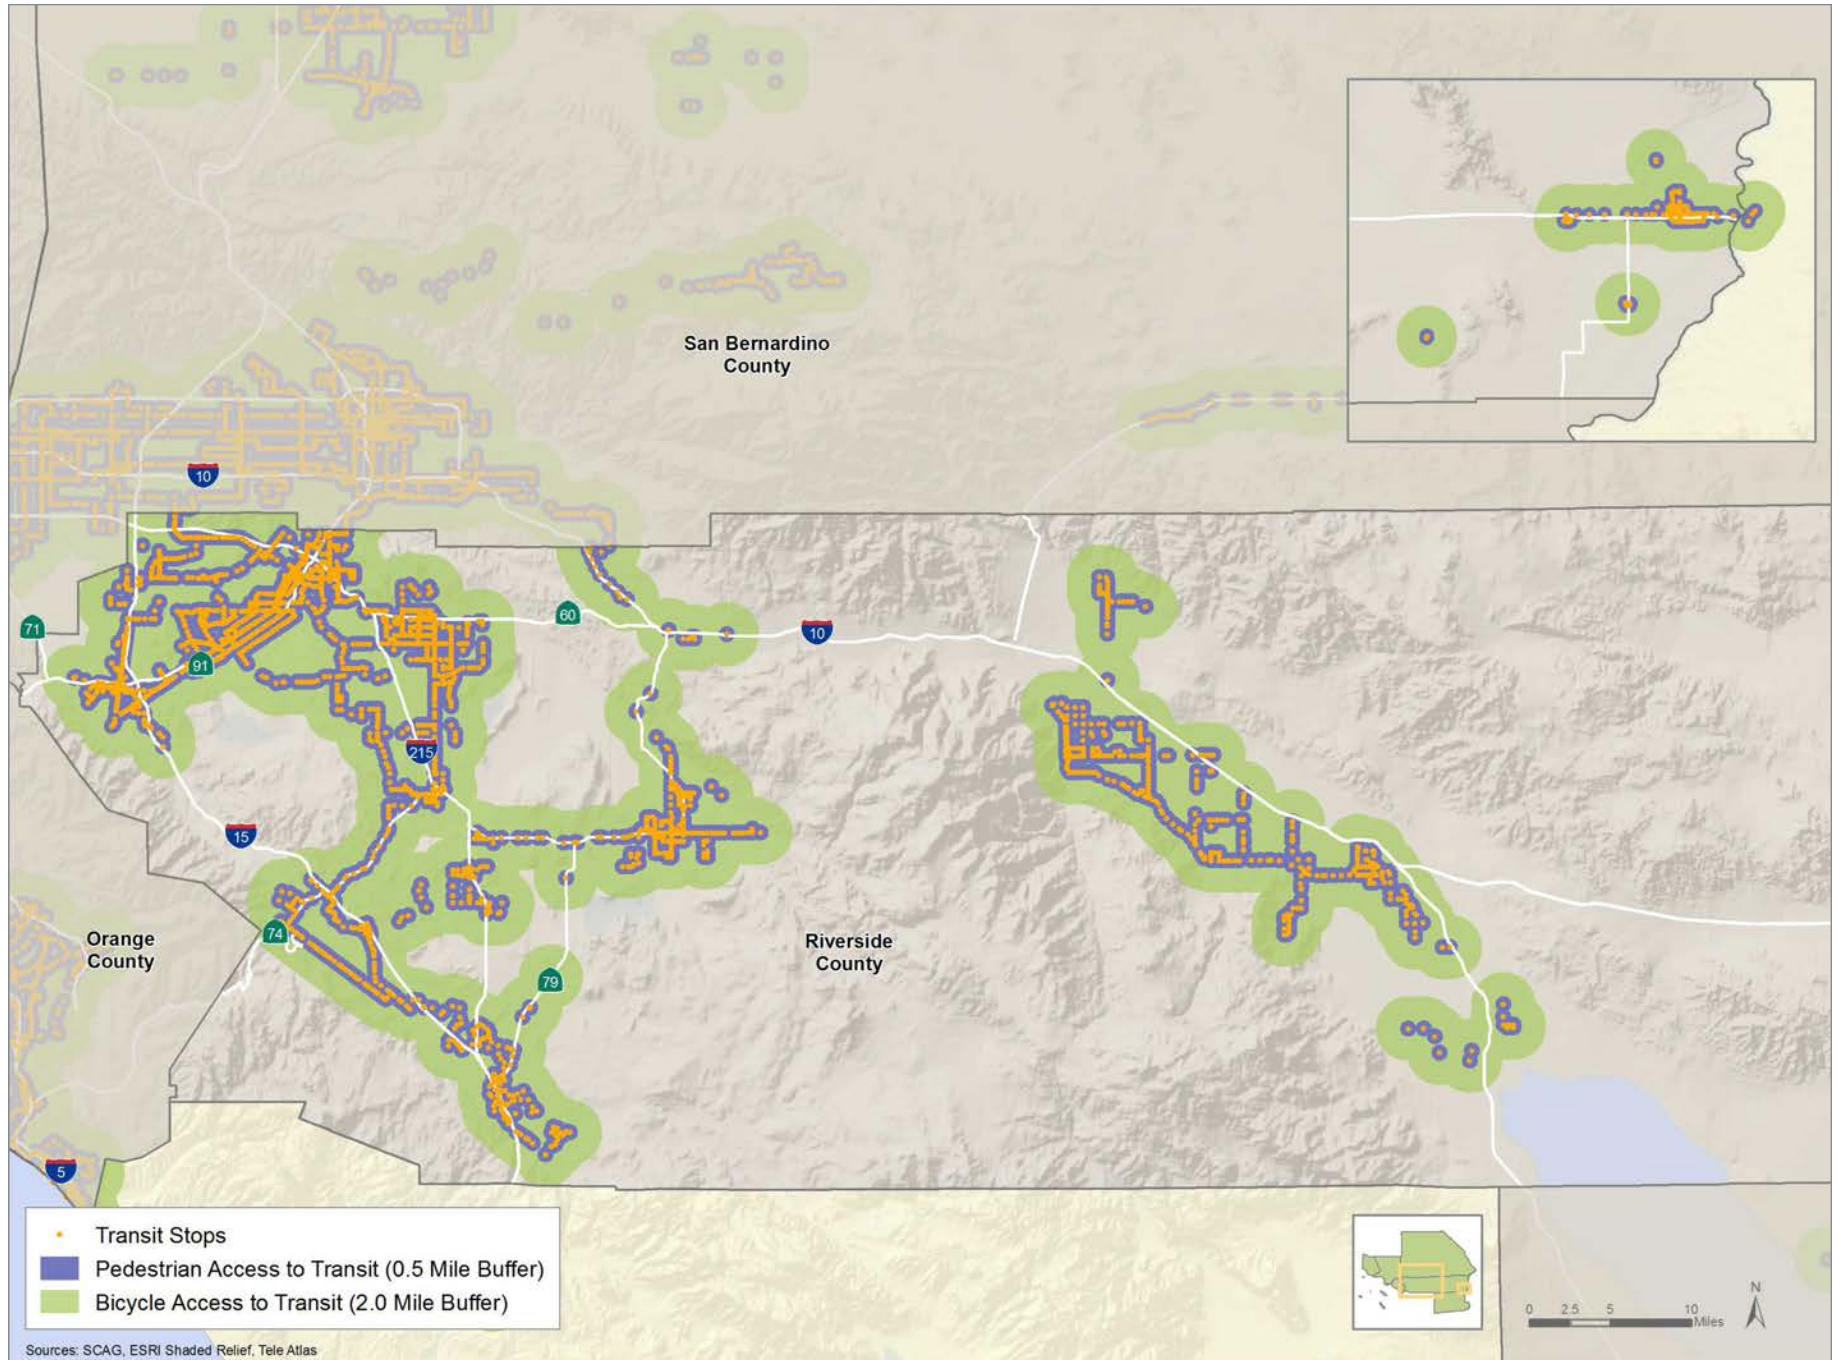 San Bernardino
County
10
71
60
10
91
215
15
74
Orange
County
Riverside
County
79
5
Transit Stops
Pedestrian Access to Transit (0.5 Mile Buffer)
Bicycle Access to Transit (2.0 Mile Buffer)
N
0 2.5 5 10
Miles
Sources: SCAG, ESRI Shaded Relief, Tele Atlas